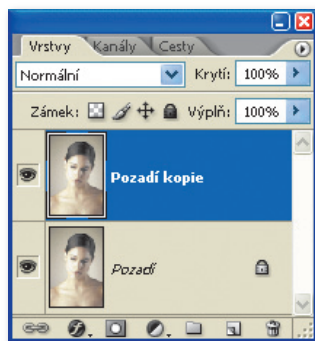 Vrstvy Kanály Cesty
Normální Krytí: 100%
Zámek: Výplň: 100%
Pozadí kopie
Pozadí